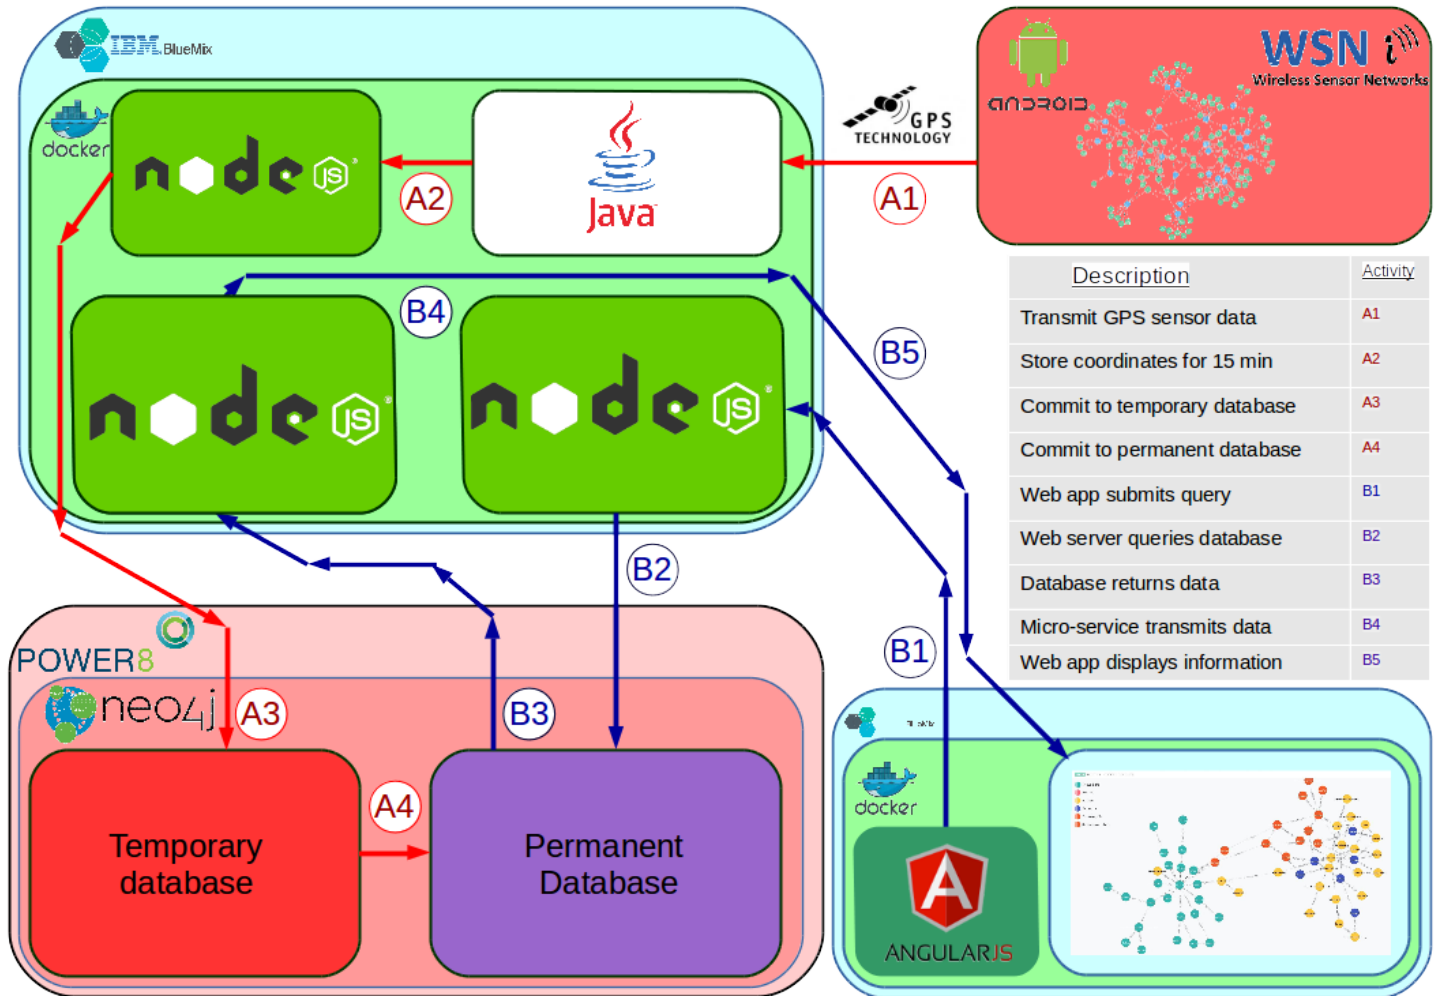 IBM. BlueMix
docker
node JS
Java
A2
A1
GPS
TECHNOLOGY
ANDROID
WSN i
Wireless Sensor Networks
B4
B5
node JS
node JS
Description Activity
Transmit GPS sensor data A1
Store coordinates for 15 min A2
Commit to temporary database A3
Commit to permanent database A4
Web app submits query B1
Web server queries database B2
Database returns data B3
Micro-service transmits data B4
Web app displays information B5
B2
B1
POWER8
neo4j
A3
B3
A4
Temporary
database
Permanent
Database
BlueMix
docker
ANGULARJS